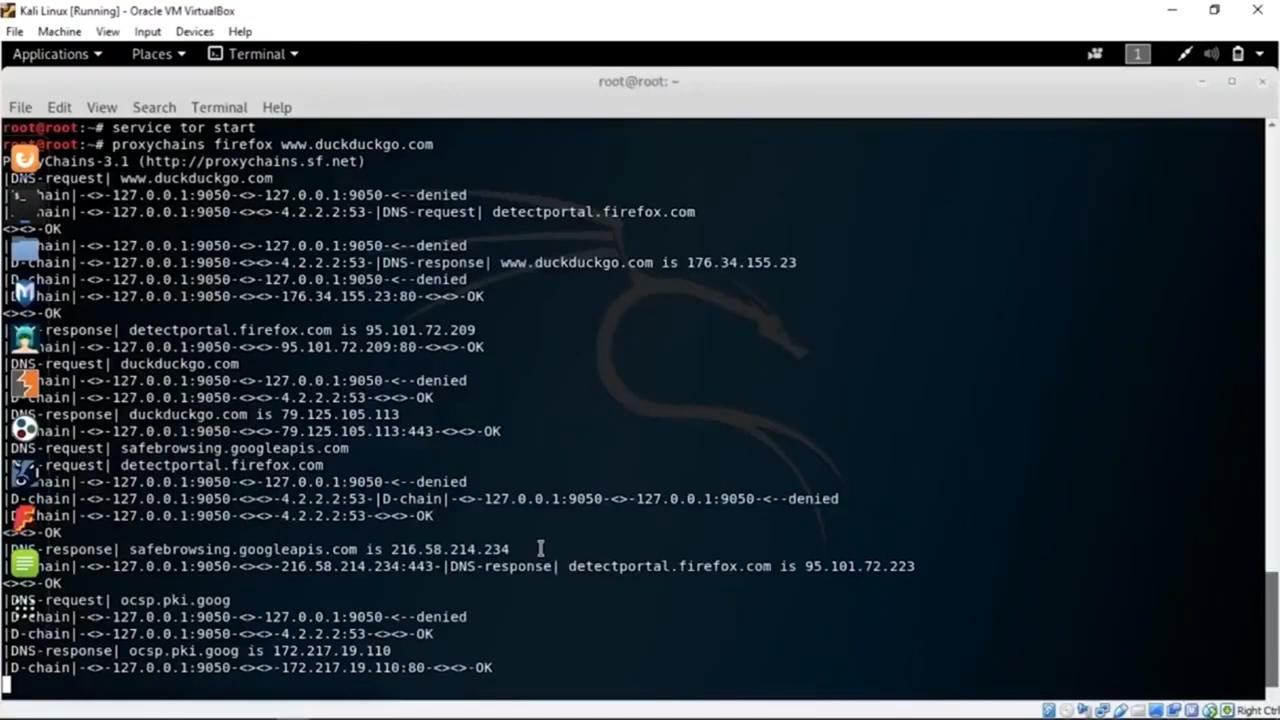 Kali Linux [Running] - Oracle VM VirtualBox
File Machine View Input Devices Help
Applications Places Terminal 1
root@root: ~
File Edit View Search Terminal Help
root@root:~# service tor start
root@root:~# proxychains firefox www.duckduckgo.com
ProxyChains-3.1 (http://proxychains.sf.net)
|DNS-request| www.duckduckgo.com
|D-chain|-<>-127.0.0.1:9050-<>-127.0.0.1:9050-<--denied
|D-chain|-<>-127.0.0.1:9050-<><>-4.2.2.2:53-|DNS-request| detectportal.firefox.com
<><>-OK
|D-chain|-<>-127.0.0.1:9050-<>-127.0.0.1:9050-<--denied
|D-chain|-<>-127.0.0.1:9050-<><>-4.2.2.2:53-|DNS-response| www.duckduckgo.com is 176.34.155.23
|D-chain|-<>-127.0.0.1:9050-<>-127.0.0.1:9050-<--denied
|D-chain|-<>-127.0.0.1:9050-<><>-176.34.155.23:80-<><>-OK
<><>-OK
|DNS-response| detectportal.firefox.com is 95.101.72.209
|D-chain|-<>-127.0.0.1:9050-<><>-95.101.72.209:80-<><>-OK
|DNS-request| duckduckgo.com
|D-chain|-<>-127.0.0.1:9050-<>-127.0.0.1:9050-<--denied
|D-chain|-<>-127.0.0.1:9050-<><>-4.2.2.2:53-<><>-OK
|DNS-response| duckduckgo.com is 79.125.105.113
|D-chain|-<>-127.0.0.1:9050-<><>-79.125.105.113:443-<><>-OK
|DNS-request| safebrowsing.googleapis.com
|DNS-request| detectportal.firefox.com
|D-chain|-<>-127.0.0.1:9050-<>-127.0.0.1:9050-<--denied
|D-chain|-<>-127.0.0.1:9050-<><>-4.2.2.2:53-|D-chain|-<>-127.0.0.1:9050-<>-127.0.0.1:9050-<--denied
|D-chain|-<>-127.0.0.1:9050-<><>-4.2.2.2:53-<><>-OK
<><>-OK
|DNS-response| safebrowsing.googleapis.com is 216.58.214.234
|D-chain|-<>-127.0.0.1:9050-<><>-216.58.214.234:443-|DNS-response| detectportal.firefox.com is 95.101.72.223
<><>-OK
|DNS-request| ocsp.pki.goog
|D-chain|-<>-127.0.0.1:9050-<>-127.0.0.1:9050-<--denied
|D-chain|-<>-127.0.0.1:9050-<><>-4.2.2.2:53-<><>-OK
|DNS-response| ocsp.pki.goog is 172.217.19.110
|D-chain|-<>-127.0.0.1:9050-<><>-172.217.19.110:80-<><>-OK
Right Ctrl